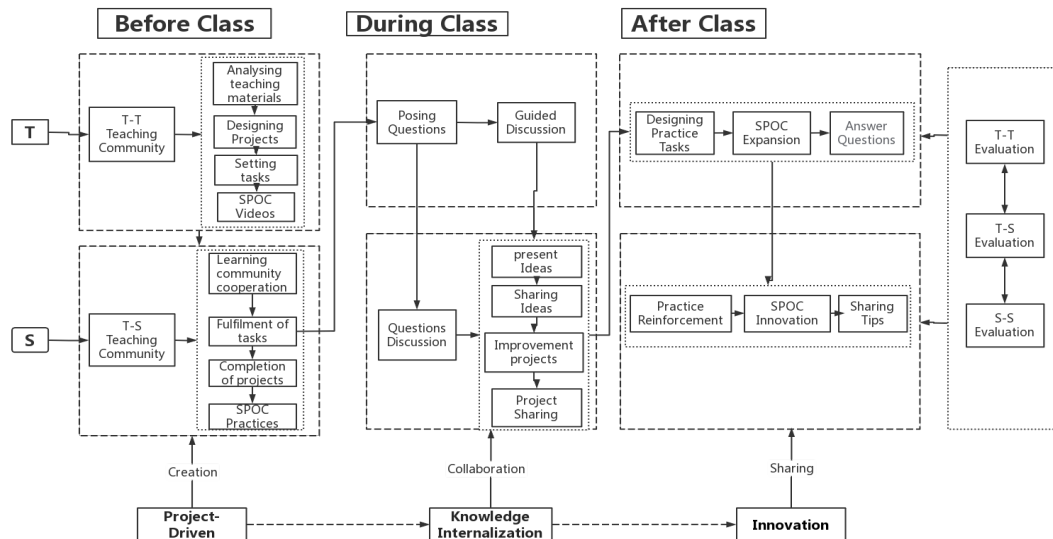 Before Class
During Class
After Class
T
T-T
Teaching
Community
Analysing
teaching
materials
Designing
Projects
Setting
tasks
SPOC
Videos
Posing
Questions
Guided
Discussion
Designing
Practice
Tasks
SPOC
Expansion
Answer
Questions
T-T
Evaluation
T-S
Evaluation
S-S
Evaluation
S
T-S
Teaching
Community
Learning
community
cooperation
Fulfilment of
tasks
Completion
of projects
SPOC
Practices
Questions
Discussion
present
Ideas
Sharing
Ideas
Improvement
projects
Project
Sharing
Practice
Reinforcement
SPOC
Innovation
Sharing
Tips
Creation
Collaboration
Sharing
Project-
Driven
Knowledge
Internalization
Innovation